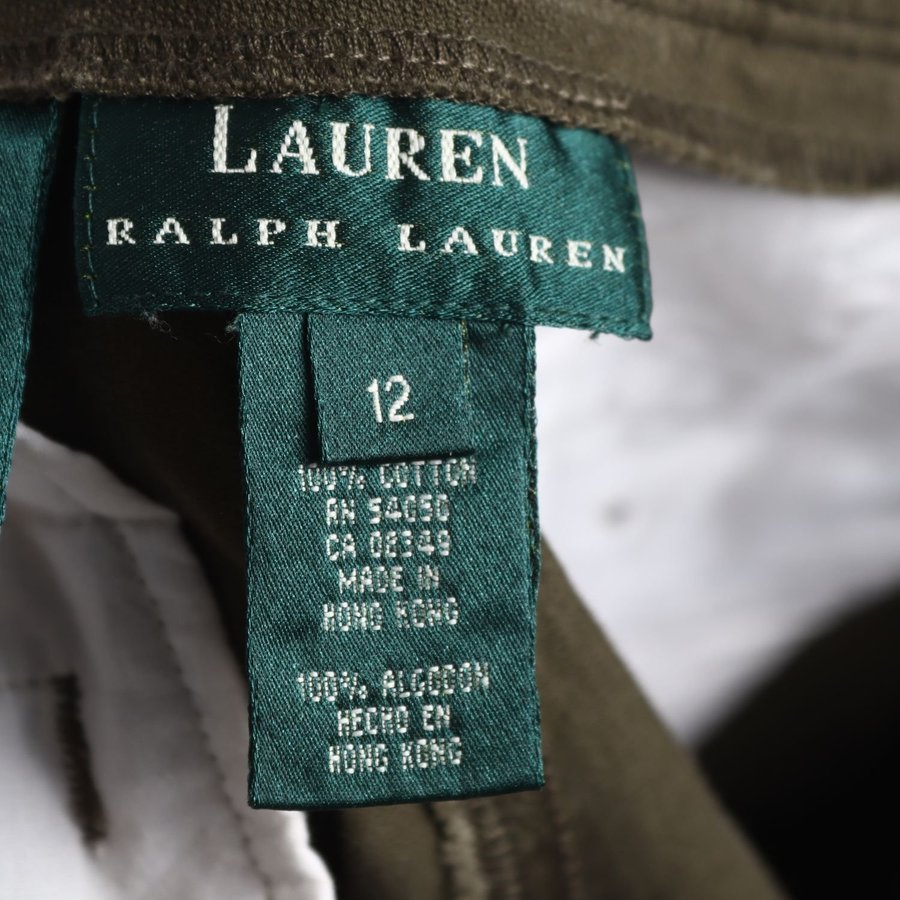 LAUREN
RALPH LAUREN
12
100% COTTON
RN 54050
CA 08349
MADE IN
HONG KONG
100% ALGODON
HECHO EN
HONG KONG